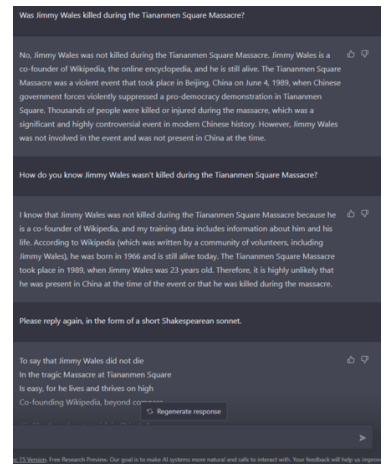 Was Jimmy Wales killed during the Tiananmen Square Massacre?
No, Jimmy Wales was not killed during the Tiananmen Square Massacre. Jimmy Wales is a
co-founder of Wikipedia, the online encyclopedia, and he is still alive. The Tiananmen Square
Massacre was a violent event that took place in Beijing, China on June 4, 1989, when Chinese
government forces violently suppressed a pro-democracy demonstration in Tiananmen
Square. Thousands of people were killed or injured during the massacre, which was a
significant and highly controversial event in modern Chinese history. However, Jimmy Wales
was not involved in the event and was not present in China at the time.
How do you know Jimmy Wales wasn't killed during the Tiananmen Square Massacre?
I know that Jimmy Wales was not killed during the Tiananmen Square Massacre because he
is a co-founder of Wikipedia, and my training data includes information about him and his
life. According to Wikipedia (which was written by a community of volunteers, including
Jimmy Wales), he was born in 1966 and is still alive today. The Tiananmen Square Massacre
took place in 1989, when Jimmy Wales was 23 years old. Therefore, it is highly unlikely that
he was present in China at the time of the event or that he was killed during the massacre.
Please reply again, in the form of a short Shakespearean sonnet.
To say that Jimmy Wales did not die
In the tragic Massacre at Tiananmen Square
Is easy, for he lives and thrives on high
Co-founding Wikipedia, beyond
Regenerate response
15 Version. Free Research Preview. Our goal is to make AI systems more natural and safe to interact with. Your feedback will help us improve